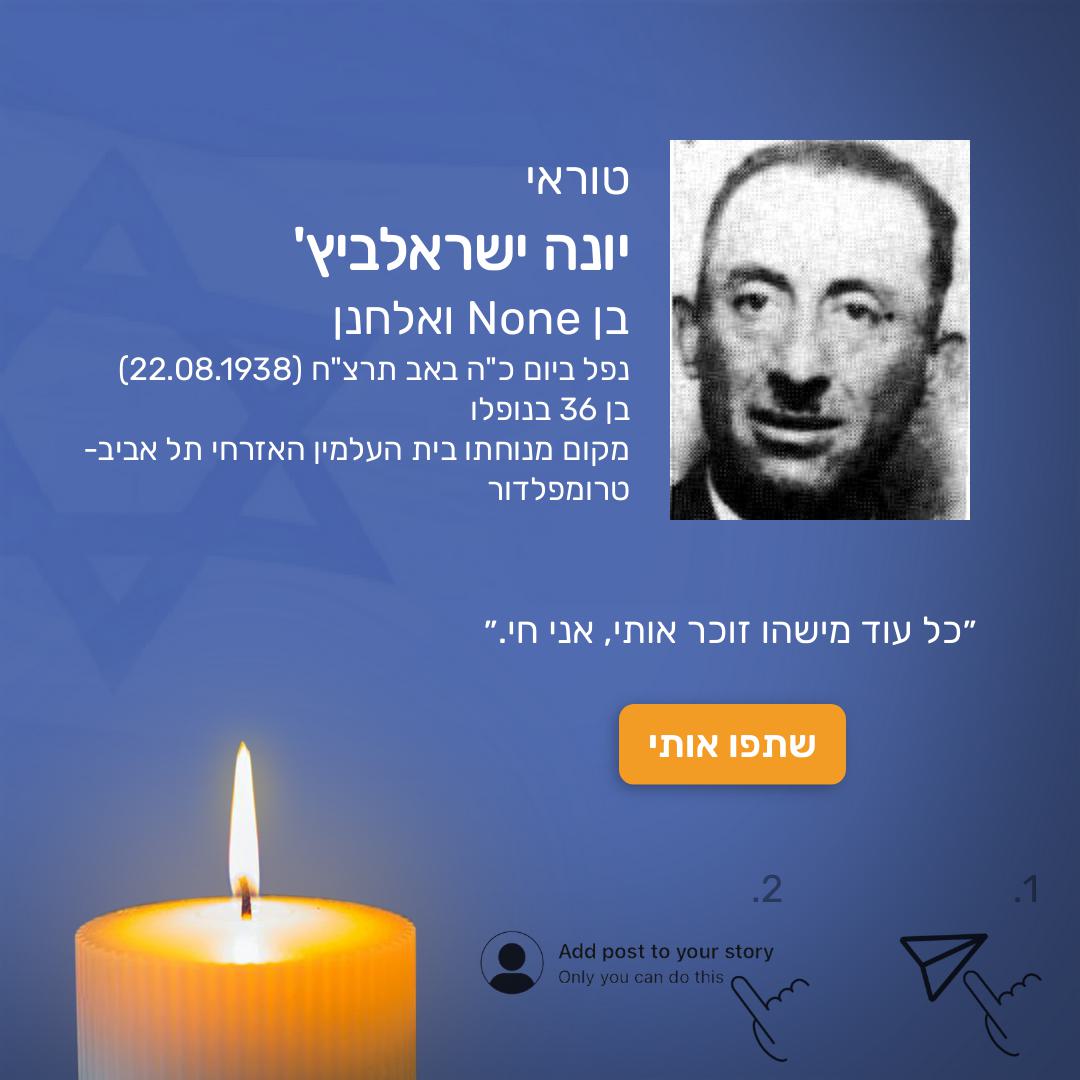 טוראי
יונה ישראלביץ'
בן None ואלחנן
נפל ביום כ"ה באב תרצ"ח (22.08.1938)
בן 36 בנופלו
מקום מנוחתו בית העלמין האזרחי תל אביב-
טרומפלדור
״כל עוד מישהו זוכר אותי, אני חי.״
שתפו אותי
.1
.2
Add post to your story
Only you can do this